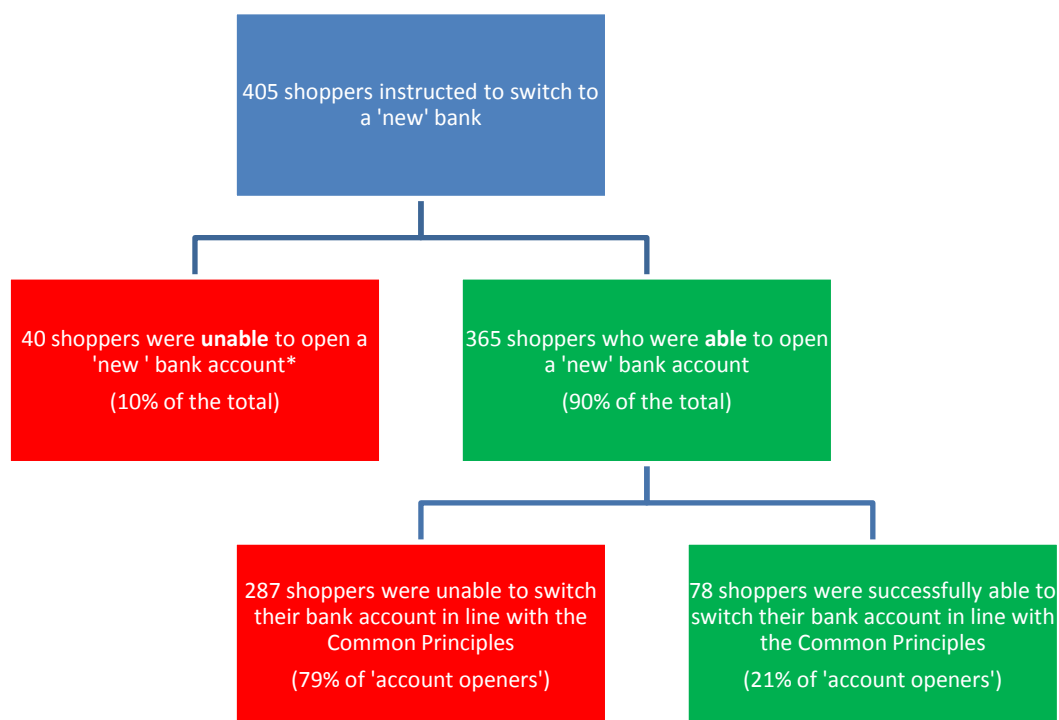 405 shoppers instructed to switch to
a 'new' bank
40 shoppers were unable to open a
'new ' bank account*
(10% of the total)
365 shoppers who were able to open
a 'new' bank account
(90% of the total)
287 shoppers were unable to switch
their bank account in line with the
Common Principles
(79% of 'account openers')
78 shoppers were successfully able to
switch their bank account in line with
the Common Principles
(21% of 'account openers')